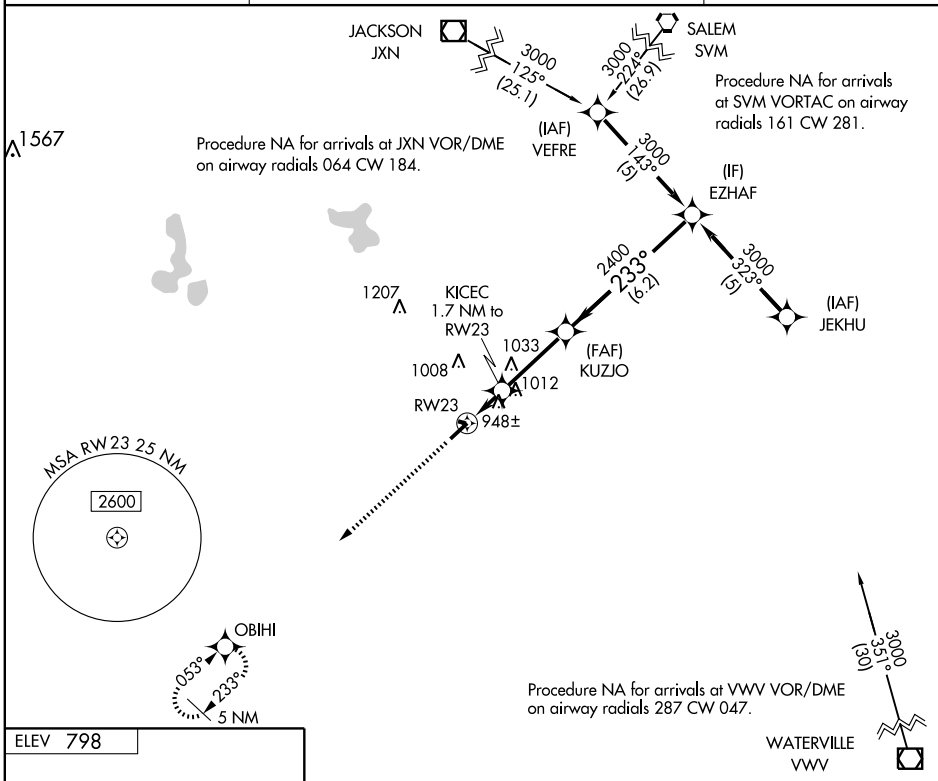 JACKSON
JXN
3000
125°
(25.1)
SALEM
SVM
3000
224°
(26.9)
Procedure NA for arrivals
at SVM VORTAC on airway
radials 161 CW 281.
1567
Procedure NA for arrivals at JXN VOR/DME
on airway radials 064 CW 184.
(IAF)
VEFRE
3000
143°
(5)
(IF)
EZHAF
2400
233°
(6.2)
3000
323°
(5)
(IAF)
JEKHU
1207
KICEC
1.7 NM to
RW23
(FAF)
KUZJO
1033
1008
1012
RW23
948±
MSA RW23 25 NM
2600
OBIHI
053°
233°
5 NM
3000
351°
(30)
Procedure NA for arrivals at VWV VOR/DME
on airway radials 287 CW 047.
WATERVILLE
VWV
ELEV 798